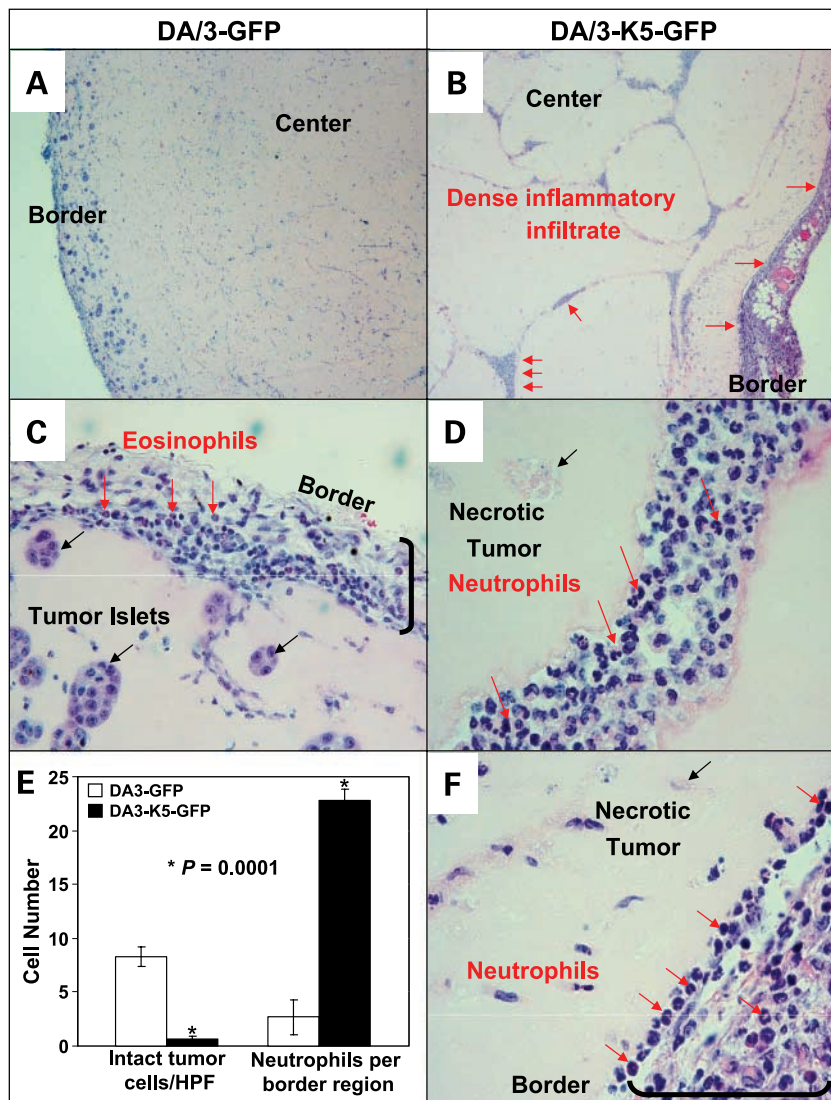 DA/3-GFP
DA/3-K5-GFP
A
Center
Border
B
Center
Dense inflammatory
infiltrate
Border
C
Eosinophils
Border
Tumor Islets
D
Necrotic
Tumor
Neutrophils
E
25
20
15
10
5
0
Cell Number
DA3-GFP
DA3-K5-GFP
* P = 0.0001
*
*
Intact tumor
cells/HPF
Neutrophils per
border region
F
Necrotic
Tumor
Neutrophils
Border